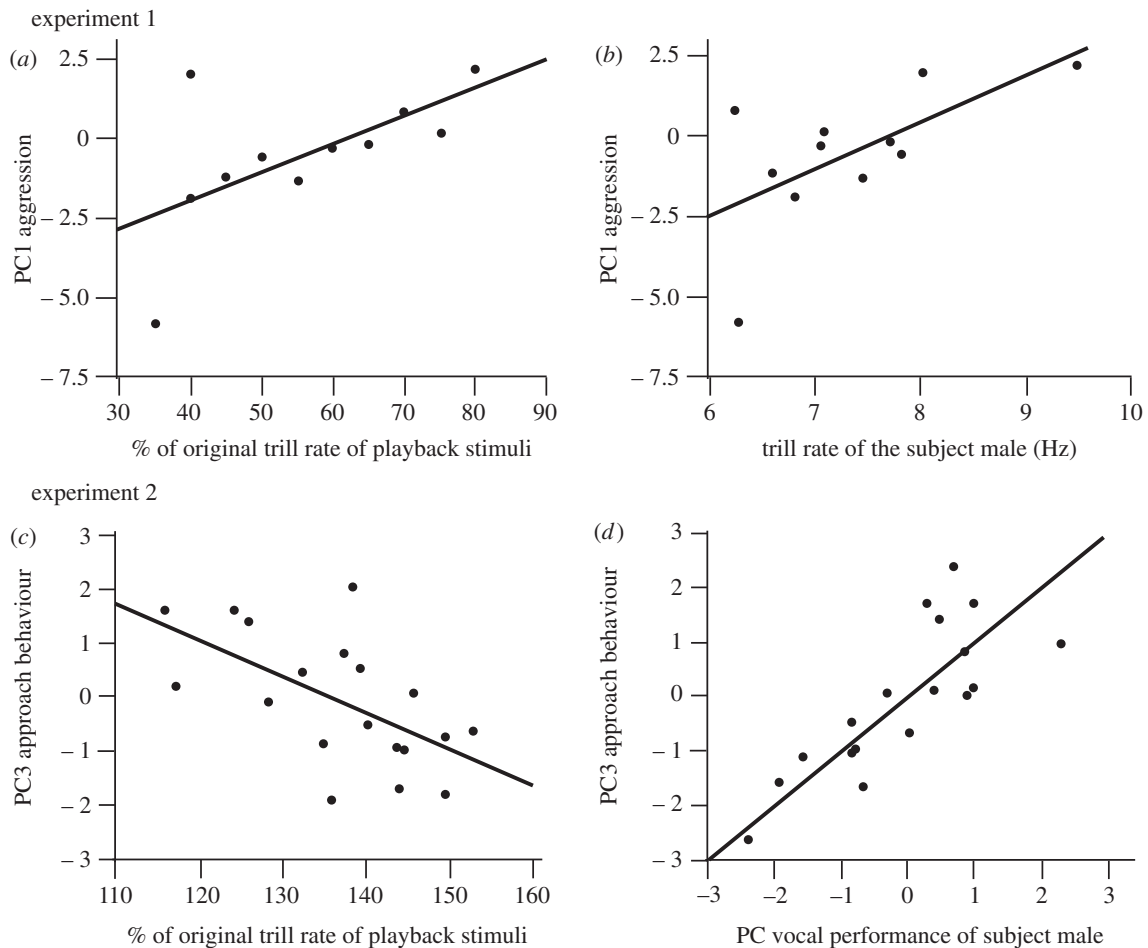 experiment 1
(a)
PC1 aggression
2.5
0
– 2.5
– 5.0
– 7.5
30 40 50 60 70 80 90
% of original trill rate of playback stimuli
(b)
PC1 aggression
2.5
0
– 2.5
– 5.0
– 7.5
6 7 8 9 10
trill rate of the subject male (Hz)
experiment 2
(c)
PC3 approach behaviour
3
2
1
0
– 1
– 2
– 3
110 120 130 140 150 160
% of original trill rate of playback stimuli
(d)
PC3 approach behaviour
3
2
1
0
– 1
– 2
– 3
–3 –2 –1 0 1 2 3
PC vocal performance of subject male